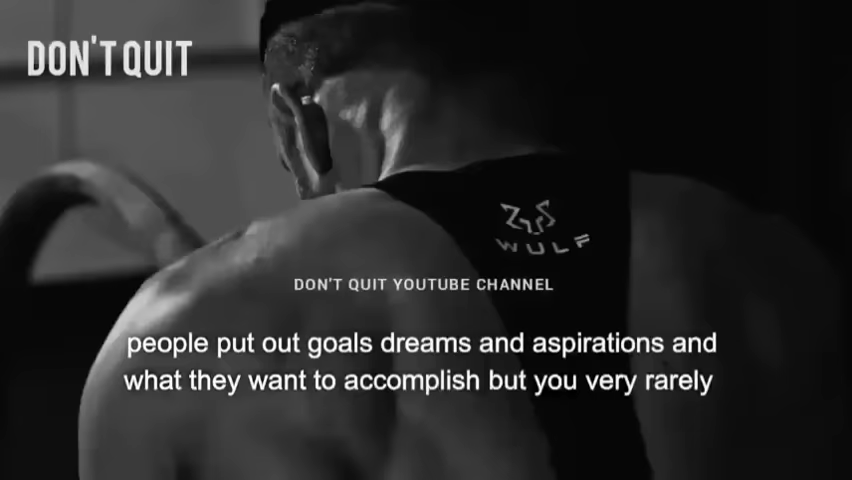 DON'T QUIT
WULF
DON'T QUIT YOUTUBE CHANNEL
people put out goals dreams and aspirations and
what they want to accomplish but you very rarely